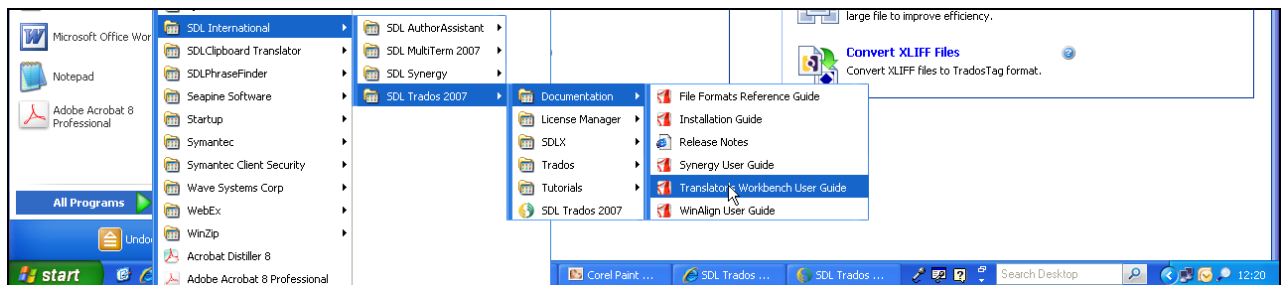 Microsoft Office Wor
Notepad
Adobe Acrobat 8
Professional
All Programs
Undo
start
SDL International
SDLClipboard Translator
SDLPhraseFinder
Seapine Software
Startup
Symantec
Symantec Client Security
Wave Systems Corp
WebEx
WinZip
Acrobat Distiller 8
Adobe Acrobat 8 Professional
SDL AuthorAssistant
SDL MultiTerm 2007
SDL Synergy
SDL Trados 2007
Documentation
License Manager
SDLX
Trados
Tutorials
SDL Trados 2007
File Formats Reference Guide
Installation Guide
Release Notes
Synergy User Guide
Translator's Workbench User Guide
WinAlign User Guide
large file to improve efficiency.
Convert XLIFF Files
Convert XLIFF files to TradosTag format.
Corel Paint ...
SDL Trados ...
SDL Trados ...
Search Desktop
12:20